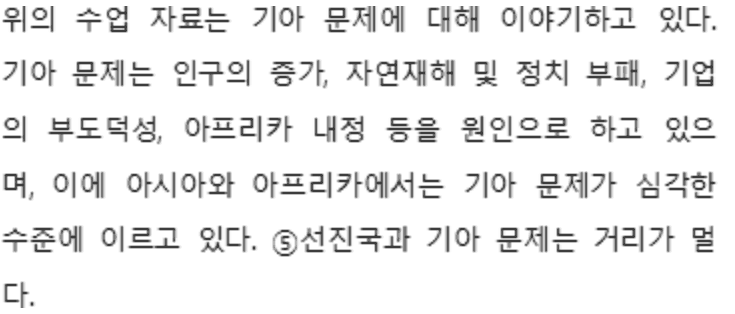 위의 수업 자료는 기아 문제에 대해 이야기하고 있다.
기아 문제는 인구의 증가, 자연재해 및 정치 부패, 기업
의 부도덕성, 아프리카 내정 등을 원인으로 하고 있으
며, 이에 아시아와 아프리카에서는 기아 문제가 심각한
수준에 이르고 있다. ⑤선진국과 기아 문제는 거리가 멀
다.